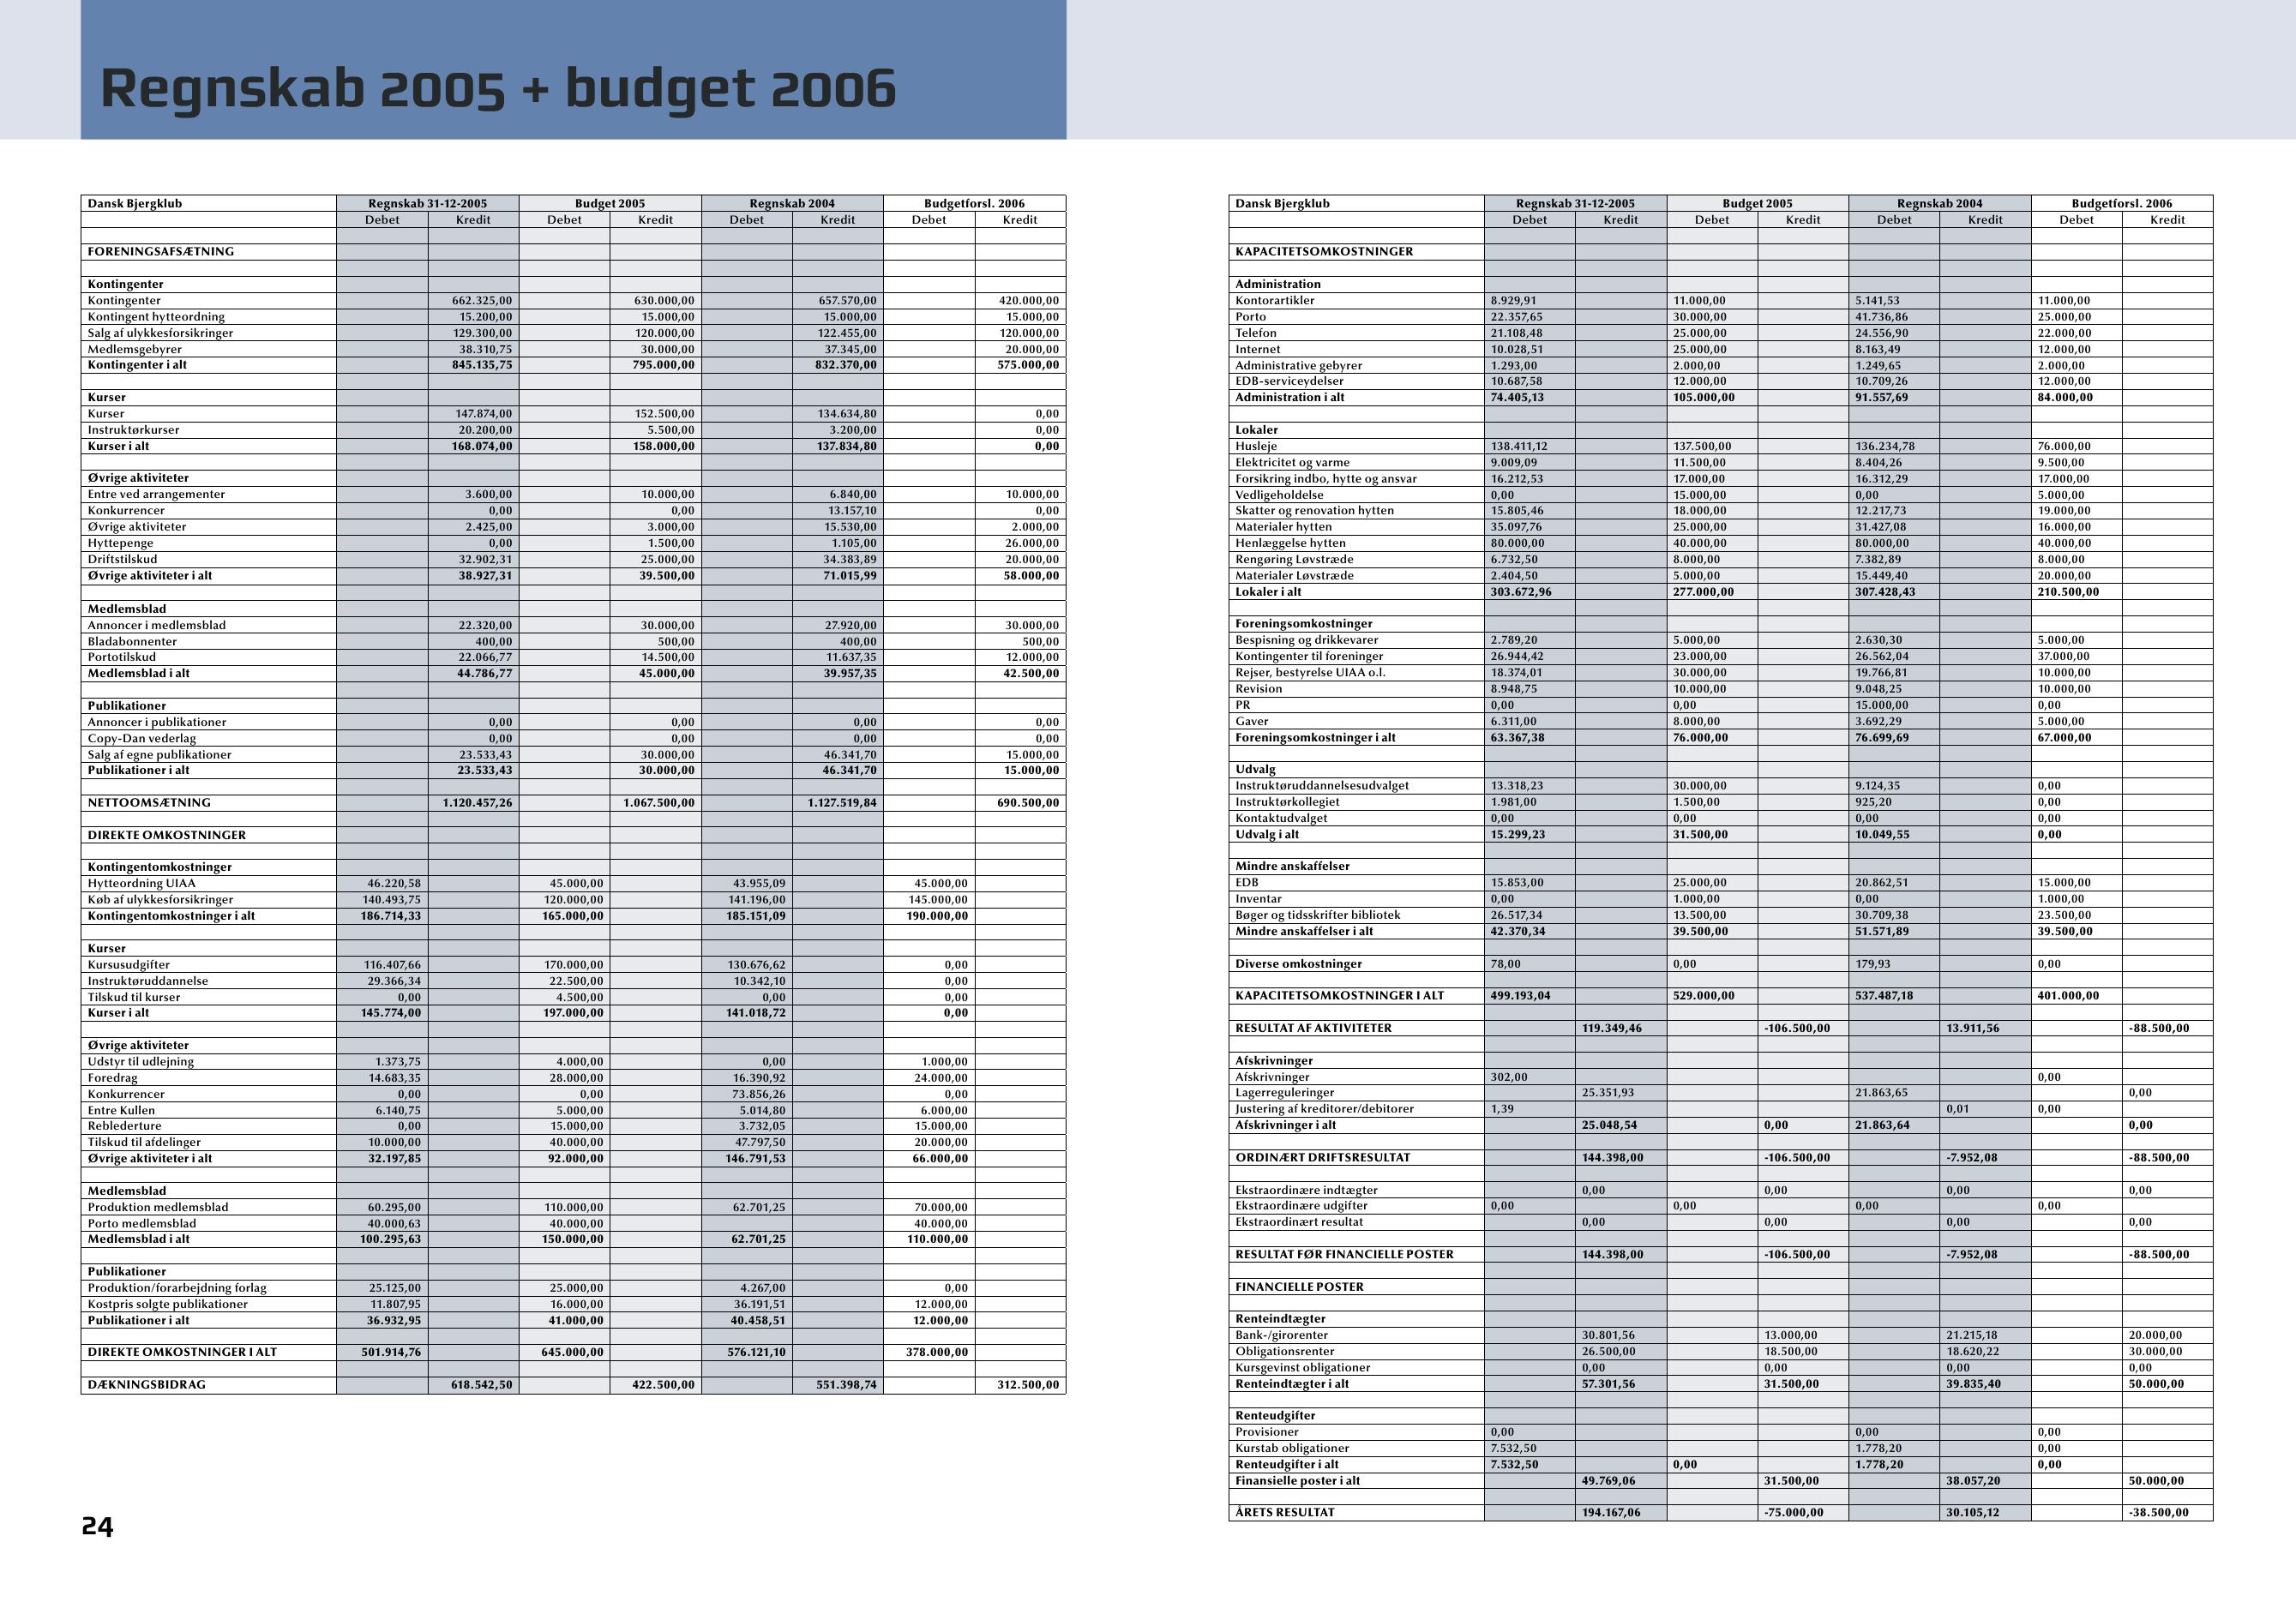 Regnskab 2005 + budget 2006
Dansk Bjergklub Regnskab 31-12-2005 Budget 2005 Regnskab 2004 Budgetforsl. 2006
Debet Kredit Debet Kredit Debet Kredit Debet Kredit
FORENINGSAFSÆTNING
Kontingenter
Kontingenter 662.325,00 630.000,00 657.570,00 420.000,00
Kontingent hytteordning 15.200,00 15.000,00 15.000,00 15.000,00
Salg af ulykkesforsikringer 129.300,00 120.000,00 122.455,00 120.000,00
Medlemsgebyrer 38.310,75 30.000,00 37.345,00 20.000,00
Kontingenter i alt 845.135,75 795.000,00 832.370,00 575.000,00
Kurser
Kurser 147.874,00 152.500,00 134.634,80 0,00
Instruktørkurser 20.200,00 5.500,00 3.200,00 0,00
Kurser i alt 168.074,00 158.000,00 137.834,80 0,00
Øvrige aktiviteter
Entre ved arrangementer 3.600,00 10.000,00 6.840,00 10.000,00
Konkurrencer 0,00 0,00 13.157,10 0,00
Øvrige aktiviteter 2.425,00 3.000,00 15.530,00 2.000,00
Hyttepenge 0,00 1.500,00 1.105,00 26.000,00
Driftstilskud 32.902,31 25.000,00 34.383,89 20.000,00
Øvrige aktiviteter i alt 38.927,31 39.500,00 71.015,99 58.000,00
Medlemsblad
Annoncer i medlemsblad 22.320,00 30.000,00 27.920,00 30.000,00
Bladabonnenter 400,00 500,00 400,00 500,00
Portotilskud 22.066,77 14.500,00 11.637,35 12.000,00
Medlemsblad i alt 44.786,77 45.000,00 39.957,35 42.500,00
Publikationer
Annoncer i publikationer 0,00 0,00 0,00 0,00
Copy-Dan vederlag 0,00 0,00 0,00 0,00
Salg af egne publikationer 23.533,43 30.000,00 46.341,70 15.000,00
Publikationer i alt 23.533,43 30.000,00 46.341,70 15.000,00
NETTOOMSÆTNING 1.120.457,26 1.067.500,00 1.127.519,84 690.500,00
DIREKTE OMKOSTNINGER
Kontingentomkostninger
Hytteordning UIAA 46.220,58 45.000,00 43.955,09 45.000,00
Køb af ulykkesforsikringer 140.493,75 120.000,00 141.196,00 145.000,00
Kontingentomkostninger i alt 186.714,33 165.000,00 185.151,09 190.000,00
Kurser
Kursusudgifter 116.407,66 170.000,00 130.676,62 0,00
Instruktøruddannelse 29.366,34 22.500,00 10.342,10 0,00
Tilskud til kurser 0,00 4.500,00 0,00 0,00
Kurser i alt 145.774,00 197.000,00 141.018,72 0,00
Øvrige aktiviteter
Udstyr til udlejning 1.373,75 4.000,00 0,00 1.000,00
Foredrag 14.683,35 28.000,00 16.390,92 24.000,00
Konkurrencer 0,00 0,00 73.856,26 0,00
Entre Kullen 6.140,75 5.000,00 5.014,80 6.000,00
Reblederture 0,00 15.000,00 3.732,05 15.000,00
Tilskud til afdelinger 10.000,00 40.000,00 47.797,50 20.000,00
Øvrige aktiviteter i alt 32.197,85 92.000,00 146.791,53 66.000,00
Medlemsblad
Produktion medlemsblad 60.295,00 110.000,00 62.701,25 70.000,00
Porto medlemsblad 40.000,63 40.000,00 40.000,00
Medlemsblad i alt 100.295,63 150.000,00 62.701,25 110.000,00
Publikationer
Produktion/forarbejdning forlag 25.125,00 25.000,00 4.267,00 0,00
Kostpris solgte publikationer 11.807,95 16.000,00 36.191,51 12.000,00
Publikationer i alt 36.932,95 41.000,00 40.458,51 12.000,00
DIREKTE OMKOSTNINGER I ALT 501.914,76 645.000,00 576.121,10 378.000,00
DÆKNINGSBIDRAG 618.542,50 422.500,00 551.398,74 312.500,00
24
Dansk Bjergklub Regnskab 31-12-2005 Budget 2005 Regnskab 2004 Budgetforsl. 2006
Debet Kredit Debet Kredit Debet Kredit Debet Kredit
KAPACITETSOMKOSTNINGER
Administration
Kontorartikler 8.929,91 11.000,00 5.141,53 11.000,00
Porto 22.357,65 30.000,00 41.736,86 25.000,00
Telefon 21.108,48 25.000,00 24.556,90 22.000,00
Internet 10.028,51 25.000,00 8.163,49 12.000,00
Administrative gebyrer 1.293,00 2.000,00 1.249,65 2.000,00
EDB-serviceydelser 10.687,58 12.000,00 10.709,26 12.000,00
Administration i alt 74.405,13 105.000,00 91.557,69 84.000,00
Lokaler
Husleje 138.411,12 137.500,00 136.234,78 76.000,00
Elektricitet og varme 9.009,09 11.500,00 8.404,26 9.500,00
Forsikring indbo, hytte og ansvar 16.212,53 17.000,00 16.312,29 17.000,00
Vedligeholdelse 0,00 15.000,00 0,00 5.000,00
Skatter og renovation hytten 15.805,46 18.000,00 12.217,73 19.000,00
Materialer hytten 35.097,76 25.000,00 31.427,08 16.000,00
Henlæggelse hytten 80.000,00 40.000,00 80.000,00 40.000,00
Rengøring Løvstræde 6.732,50 8.000,00 7.382,89 8.000,00
Materialer Løvstræde 2.404,50 5.000,00 15.449,40 20.000,00
Lokaler i alt 303.672,96 277.000,00 307.428,43 210.500,00
Foreningsomkostninger
Bespisning og drikkevarer 2.789,20 5.000,00 2.630,30 5.000,00
Kontingenter til foreninger 26.944,42 23.000,00 26.562,04 37.000,00
Rejser, bestyrelse UIAA o.l. 18.374,01 30.000,00 19.766,81 10.000,00
Revision 8.948,75 10.000,00 9.048,25 10.000,00
PR 0,00 0,00 15.000,00 0,00
Gaver 6.311,00 8.000,00 3.692,29 5.000,00
Foreningsomkostninger i alt 63.367,38 76.000,00 76.699,69 67.000,00
Udvalg
Instruktøruddannelsesudvalget 13.318,23 30.000,00 9.124,35 0,00
Instruktørkollegiet 1.981,00 1.500,00 925,20 0,00
Kontaktudvalget 0,00 0,00 0,00 0,00
Udvalg i alt 15.299,23 31.500,00 10.049,55 0,00
Mindre anskaffelser
EDB 15.853,00 25.000,00 20.862,51 15.000,00
Inventar 0,00 1.000,00 0,00 1.000,00
Bøger og tidsskrifter bibliotek 26.517,34 13.500,00 30.709,38 23.500,00
Mindre anskaffelser i alt 42.370,34 39.500,00 51.571,89 39.500,00
Diverse omkostninger 78,00 0,00 179,93 0,00
KAPACITETSOMKOSTNINGER I ALT 499.193,04 529.000,00 537.487,18 401.000,00
RESULTAT AF AKTIVITETER 119.349,46 -106.500,00 13.911,56 -88.500,00
Afskrivninger
Afskrivninger 302,00 0,00
Lagerreguleringer 25.351,93 21.863,65 0,00
Justering af kreditorer/debitorer 1,39 0,01 0,00
Afskrivninger i alt 25.048,54 0,00 21.863,64 0,00
ORDINÆRT DRIFTSRESULTAT 144.398,00 -106.500,00 -7.952,08 -88.500,00
Ekstraordinære indtægter 0,00 0,00 0,00 0,00
Ekstraordinære udgifter 0,00 0,00 0,00 0,00
Ekstraordinært resultat 0,00 0,00 0,00 0,00
RESULTAT FØR FINANCIELLE POSTER 144.398,00 -106.500,00 -7.952,08 -88.500,00
FINANCIELLE POSTER
Renteindtægter
Bank-/girorenter 30.801,56 13.000,00 21.215,18 20.000,00
Obligationsrenter 26.500,00 18.500,00 18.620,22 30.000,00
Kursgevinst obligationer 0,00 0,00 0,00 0,00
Renteindtægter i alt 57.301,56 31.500,00 39.835,40 50.000,00
Renteudgifter
Provisioner 0,00 0,00 0,00
Kurstab obligationer 7.532,50 1.778,20 0,00
Renteudgifter i alt 7.532,50 0,00 1.778,20 0,00
Finansielle poster i alt 49.769,06 31.500,00 38.057,20 50.000,00
ÅRETS RESULTAT 194.167,06 -75.000,00 30.105,12 -38.500,00